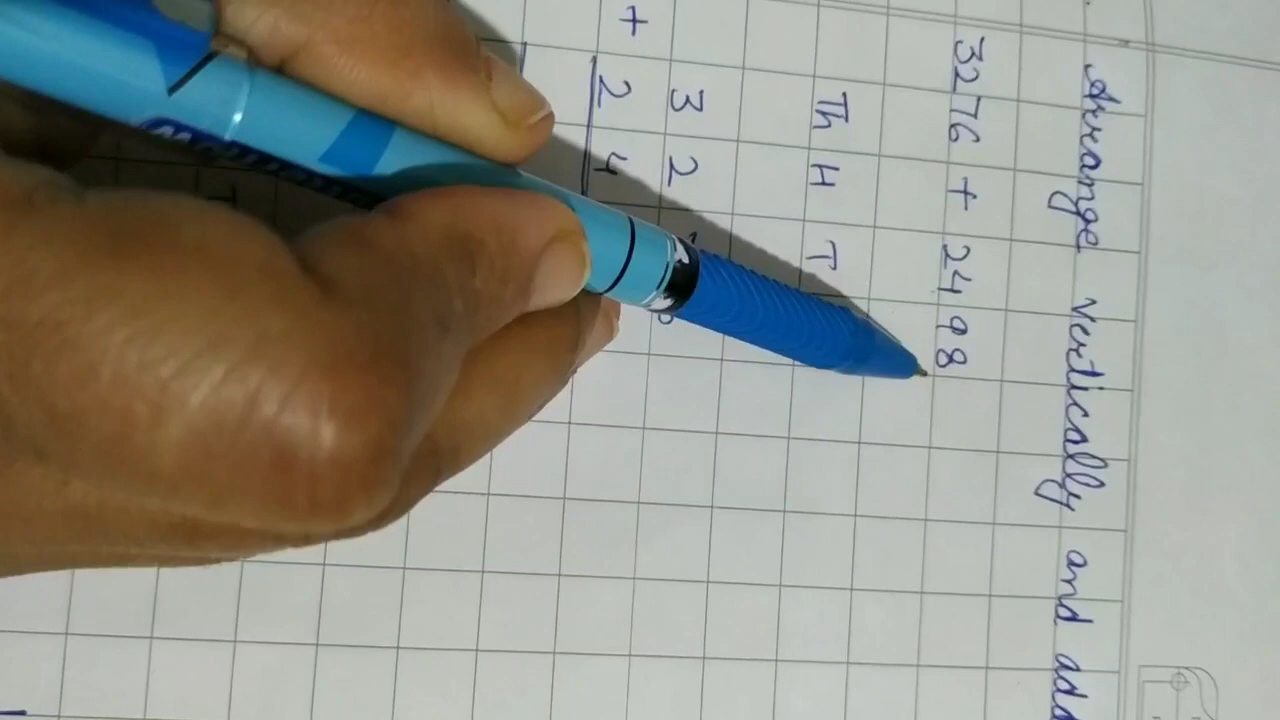 Arrange vertically and add
3276 + 2498
Th H T
3 2
+ 2 4